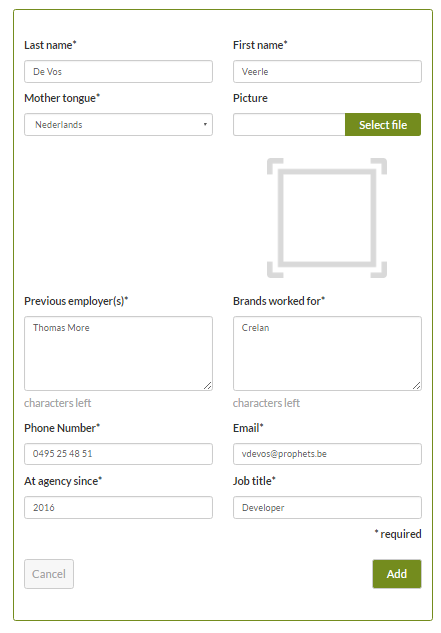 Last name* First name*
De Vos Veerle
Mother tongue* Picture
Nederlands Select file
Previous employer(s)* Brands worked for*
Thomas More Crelan
characters left characters left
Phone Number* Email*
0495 25 48 51 vdevos@prophets.be
At agency since* Job title*
2016 Developer
* required
Cancel Add